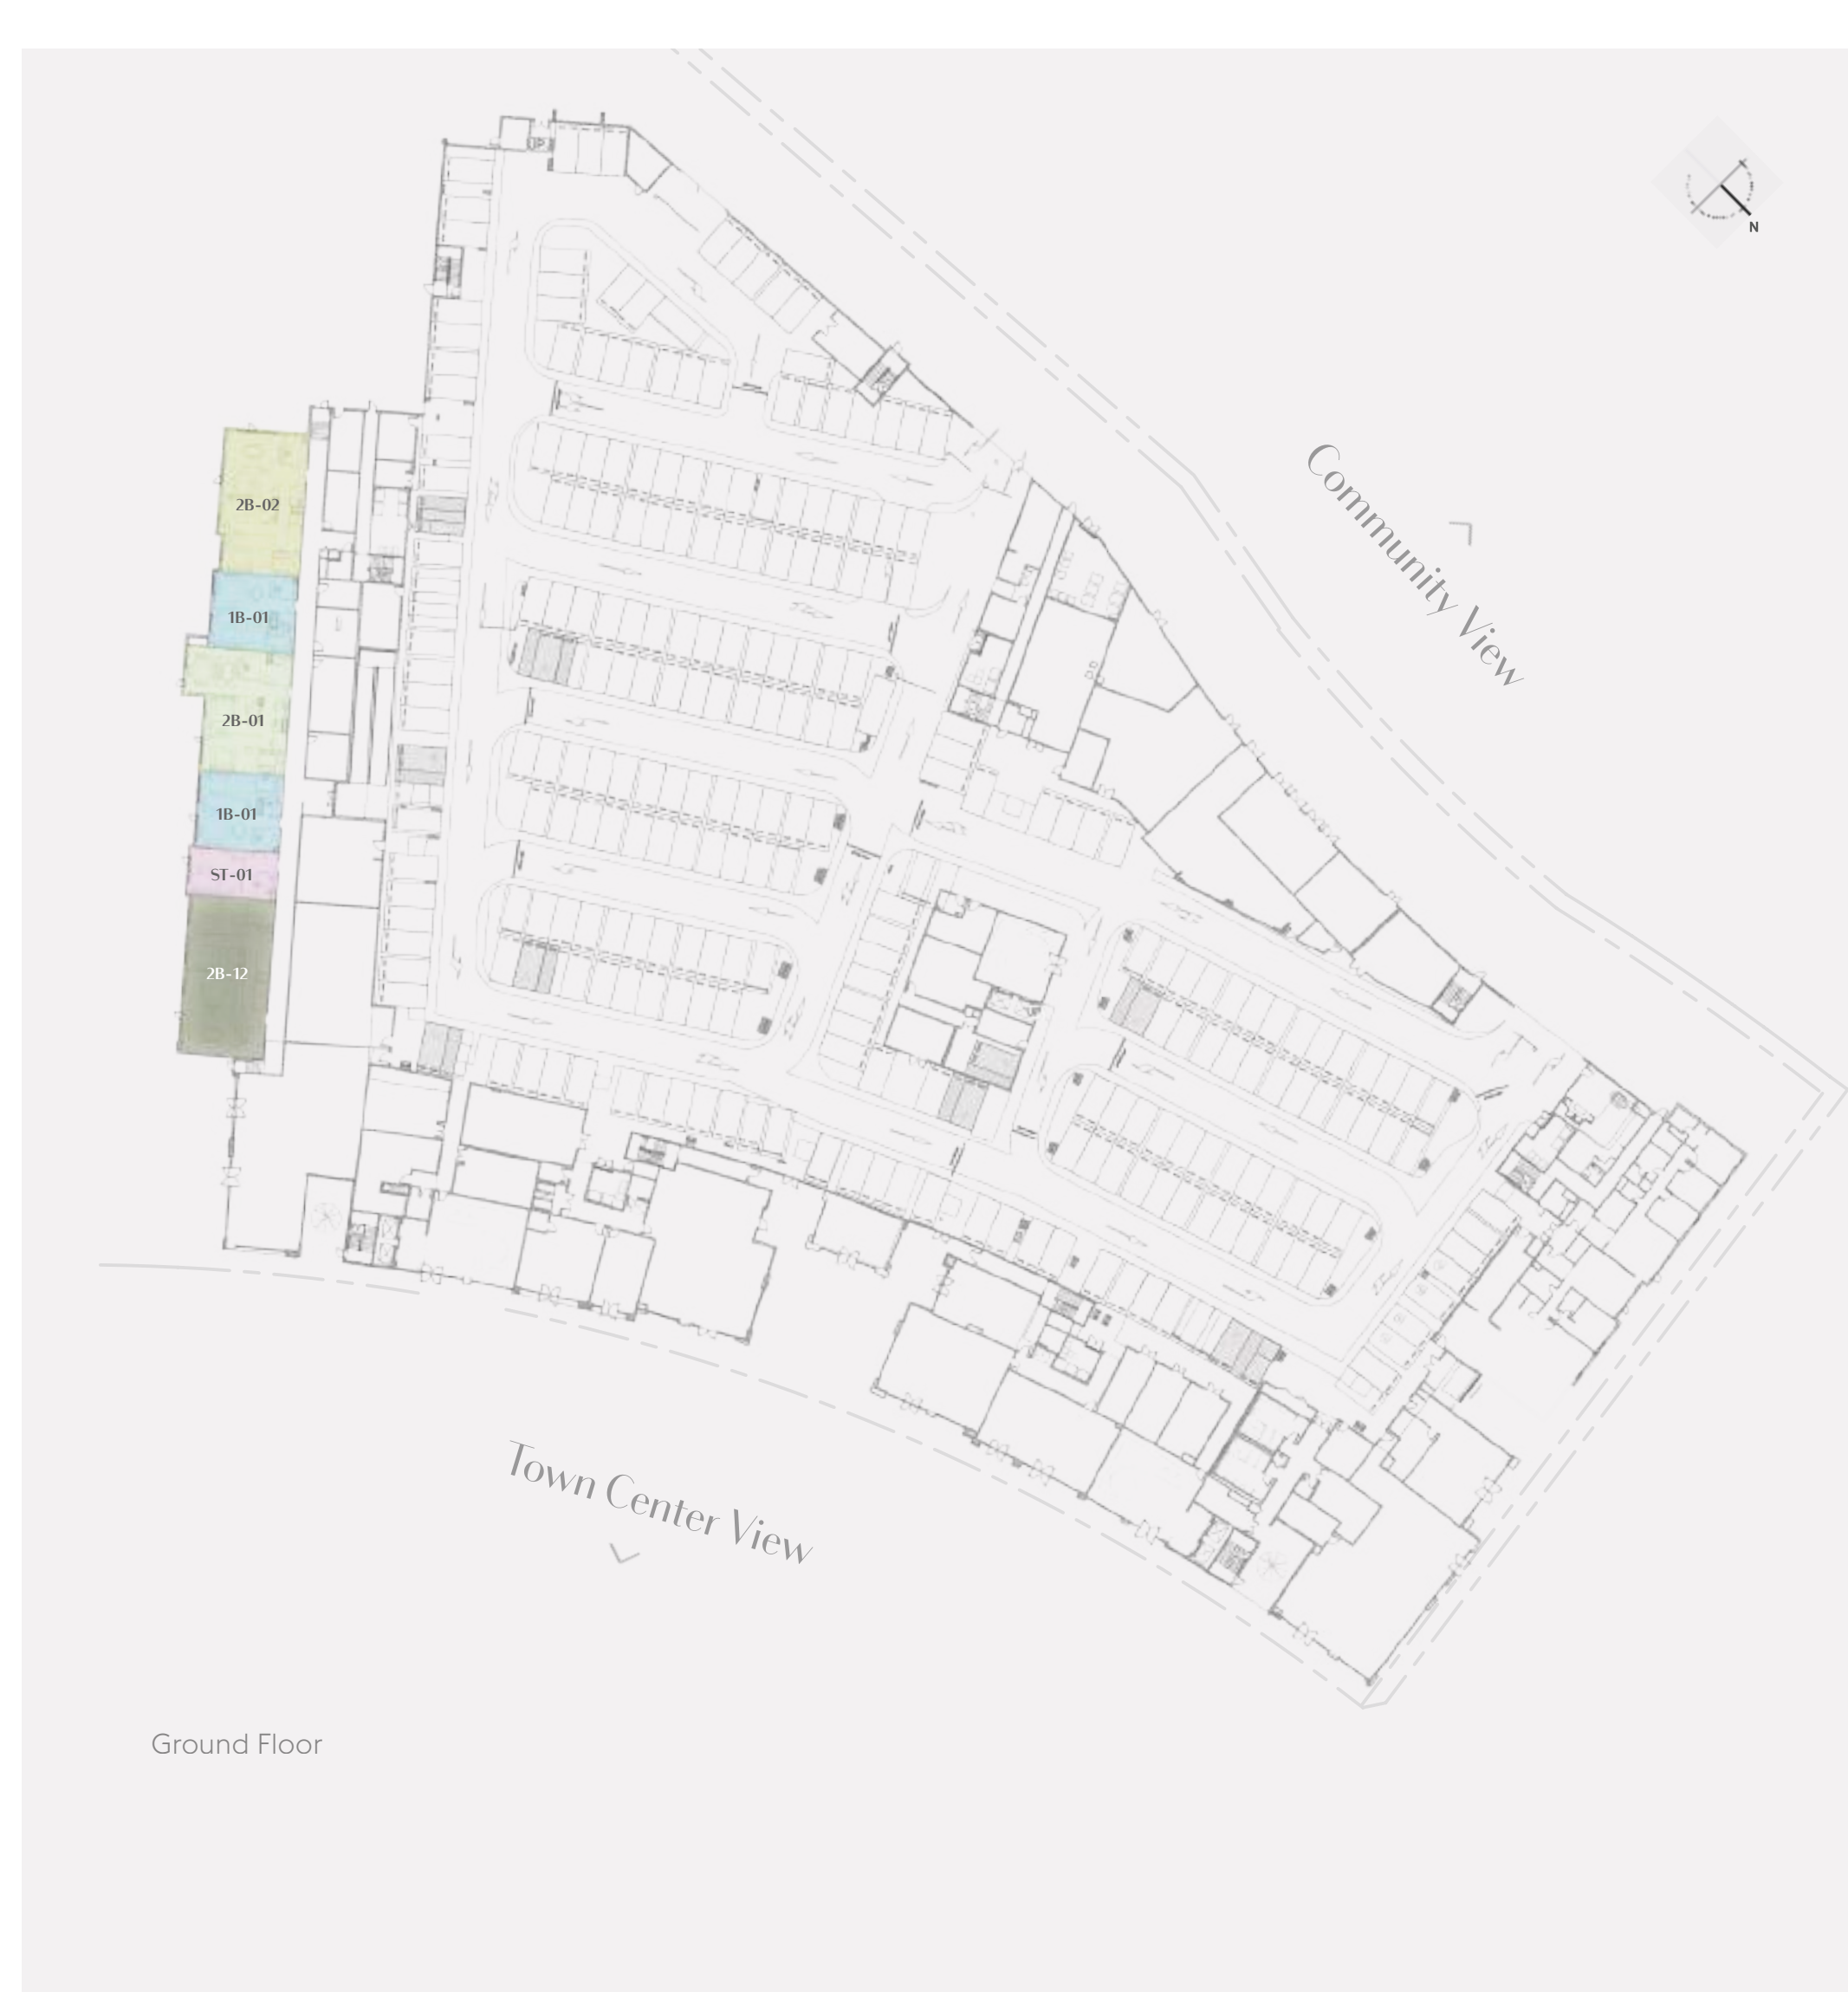 N
Community View
2B-02
1B-01
2B-01
1B-01
ST-01
2B-12
Town Center View
Ground Floor